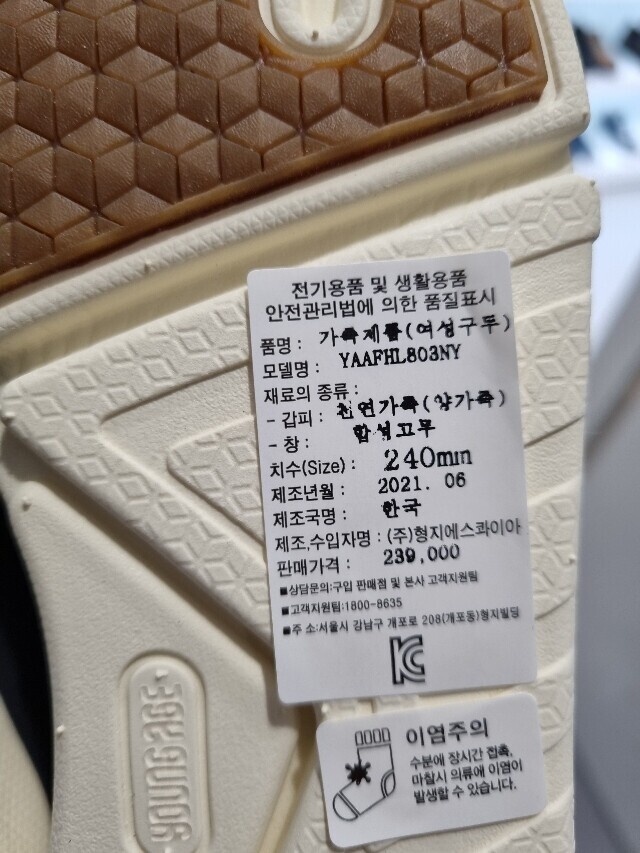 전기용품 및 생활용품
안전관리법에 의한 품질표시
품명 : 가죽제품(여성구두)
모델명 : YAAFHL803NY
재료의 종류 :
- 갑피 : 천연가죽(양가죽)
- 창 : 합성고무
치수(Size) : 240mm
제조년월 : 2021. 06
제조국명 : 한국
제조,수입자명 : (주)형지에스콰이아
판매가격 : 239,000
■상담문의:구입 판매점 및 본사 고객지원팀
■고객지원팀:1800-8635
■주 소:서울시 강남구 개포로 208(개포동)형지빌딩
KC
이염주의
수분에 장시간 접촉,
마찰시 의류에 이염이
발생할 수 있습니다.
YOUNGAGE